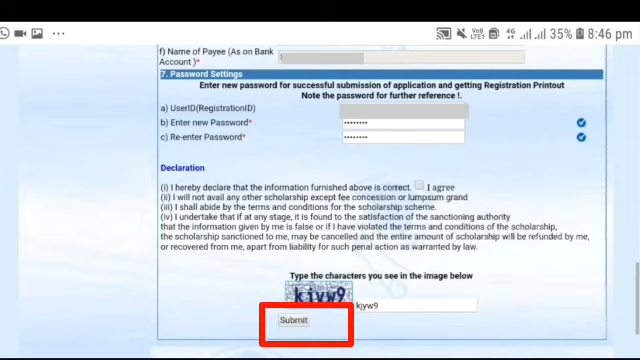 VoD
LTE1
4G
35%
8:46 pm
f) Name of Payee (As on Bank
Account )*
7. Password Settings
Enter new password for successful submission of application and getting Registration Printout
Note the password for further reference !.
a) UserID(RegistrationID)
b) Enter new Password* ••••••••
c) Re-enter Password* ••••••••
Declaration
(i) I hereby declare that the information furnished above is correct. I agree
(ii) I will not avail any other scholarship except fee concession or lumpsum grand
(iii) I shall abide by the terms and conditions for the scholarship scheme.
(iv) I undertake that if at any stage, it is found to the satisfaction of the sanctioning authority
that the information given by me is false or if I have violated the terms and conditions of the scholarship,
the scholarship sanctioned to me, may be cancelled and the entire amount of scholarship will be refunded by me,
or recovered from me, apart from liability for such penal action as warranted by law.
Type the characters you see in the image below
kjyw9
kjyw9
Submit